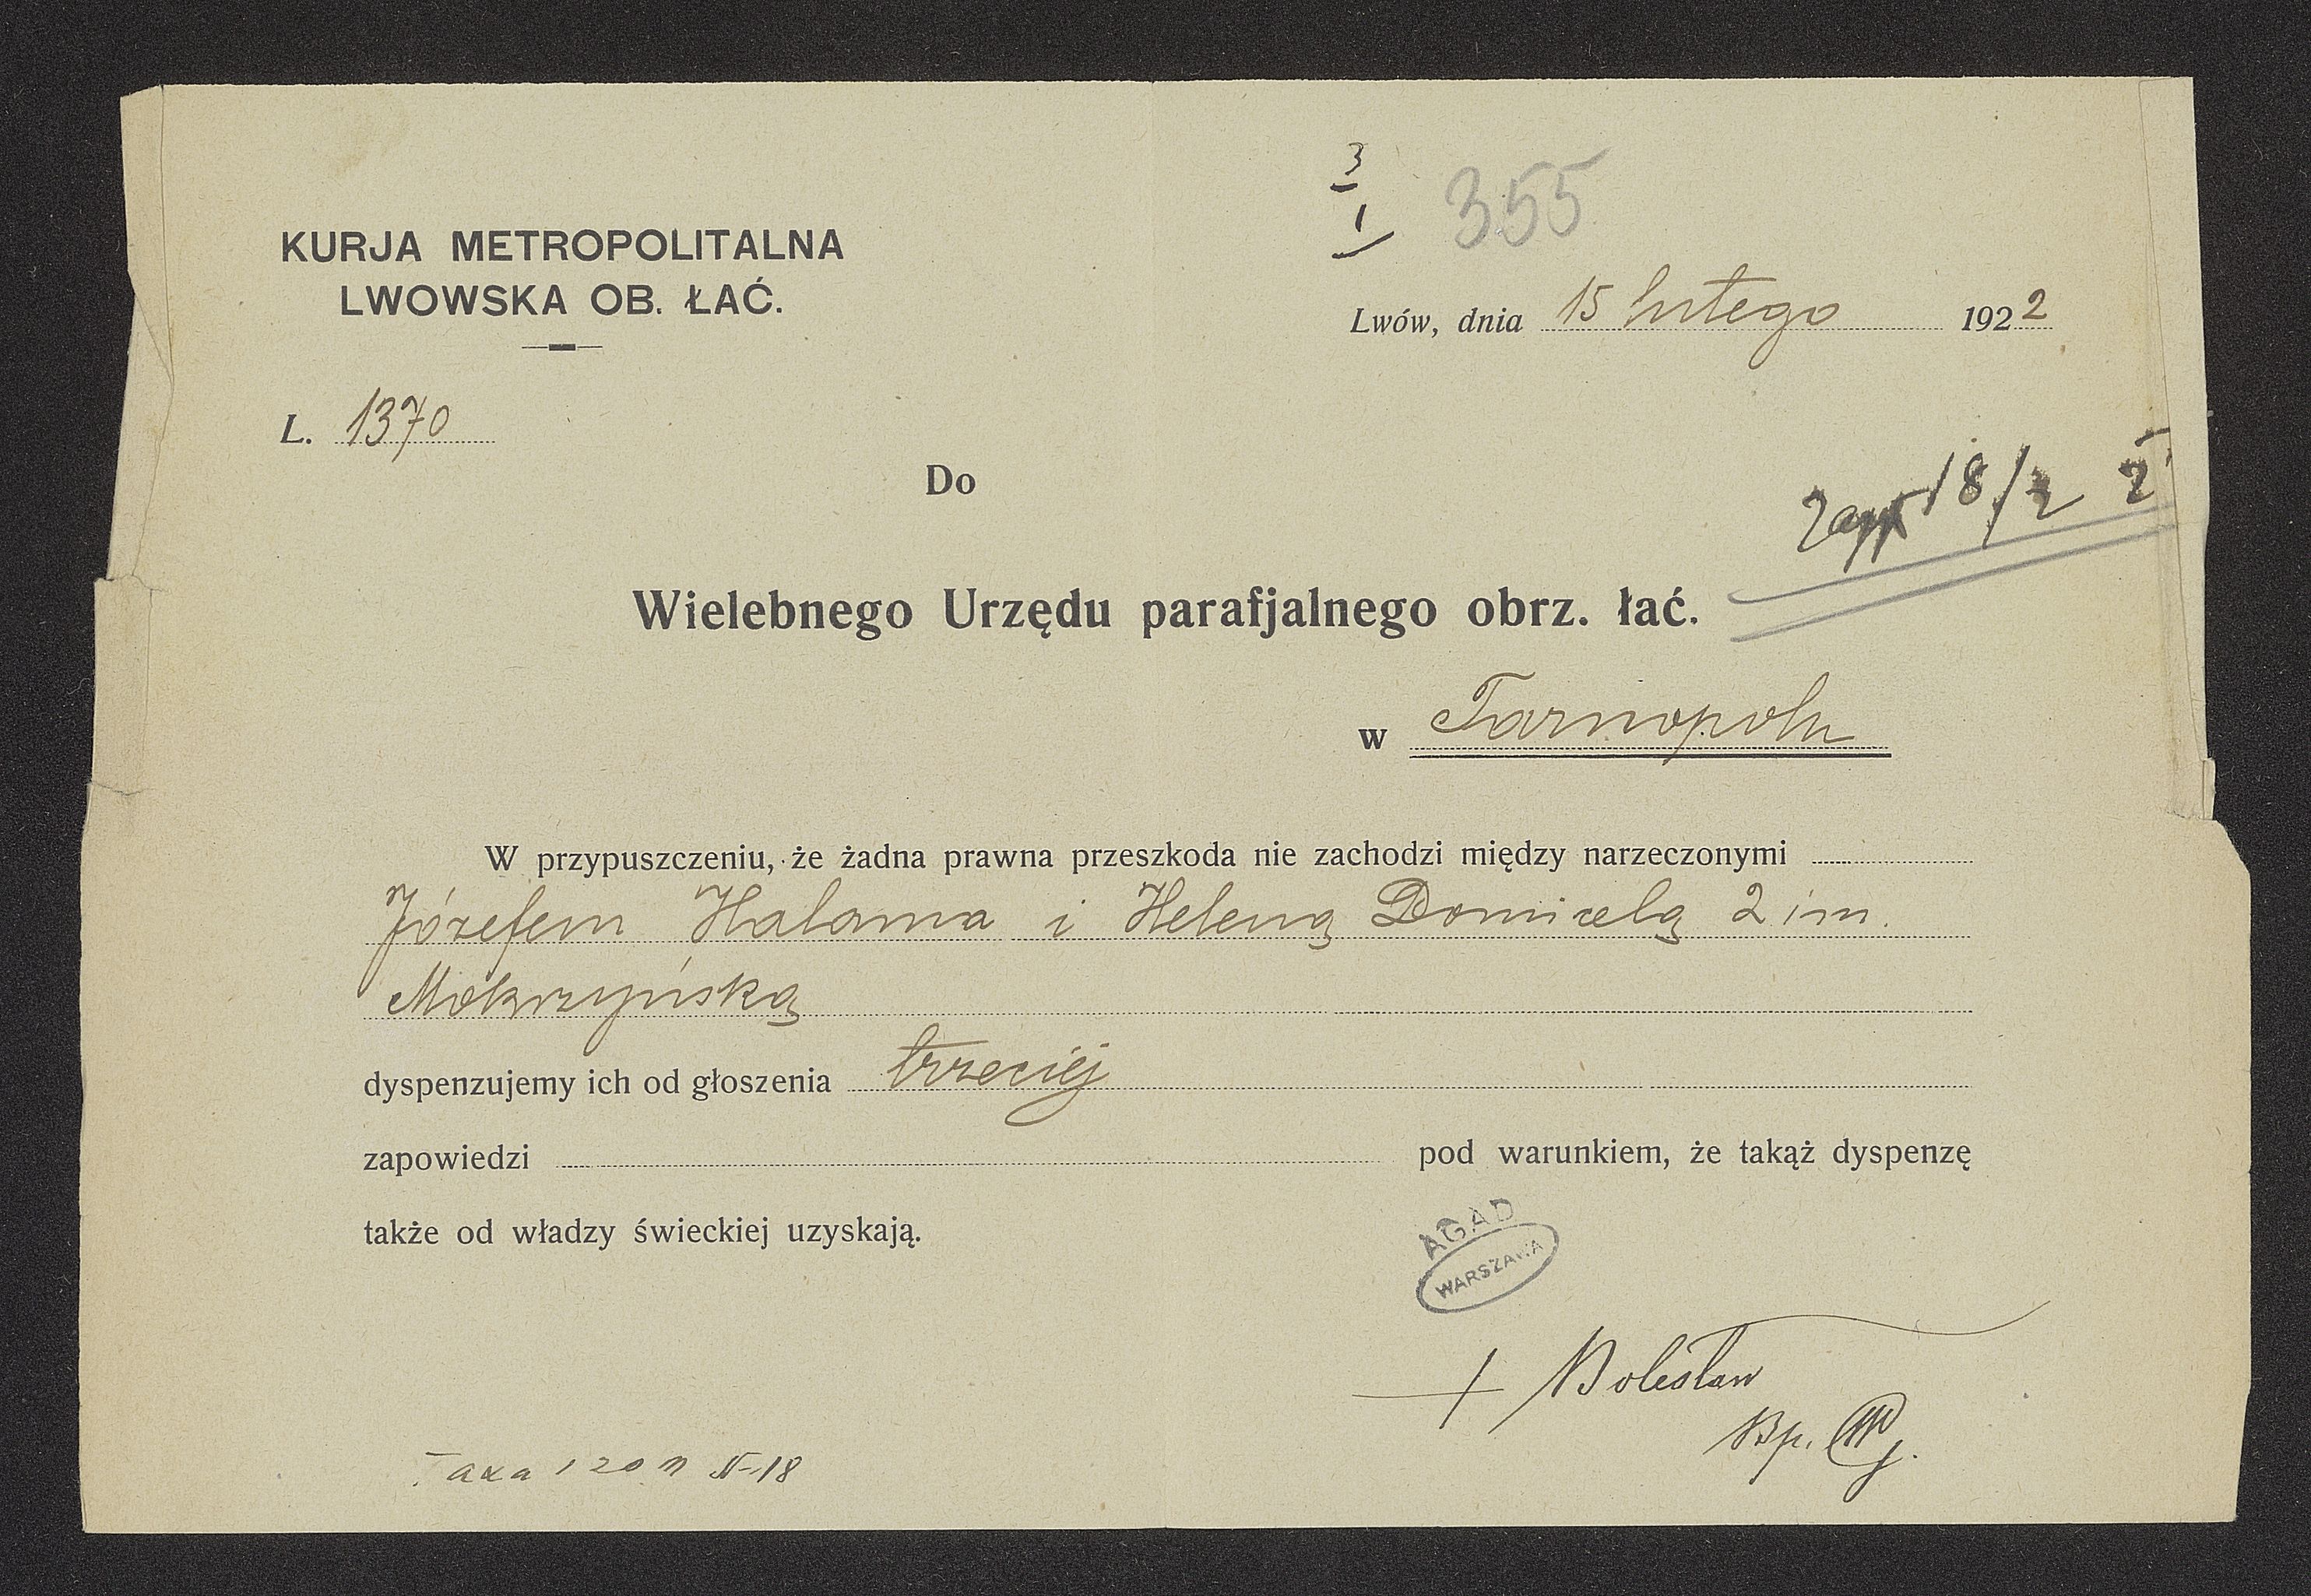 3
1
355
KURJA METROPOLITALNA
LWOWSKA OB. ŁAĆ.
Lwów, dnia 15 lutego 1922
L. 1370
Do
18/2
Wielebnego Urzędu parafjalnego obrz. łać.
w Tarnopolu
W przypuszczeniu, że żadna prawna przeszkoda nie zachodzi między narzeczonymi
Józefem Halama i Heleną Domicelą 2 im.
Mokrzyńską
dyspenzujemy ich od głoszenia trzeciej
zapowiedzi pod warunkiem, że takąż dyspenzę
także od władzy świeckiej uzyskają.
AGAD
WARSZAWA
+ Bolesław
Bp.
Taxa 120